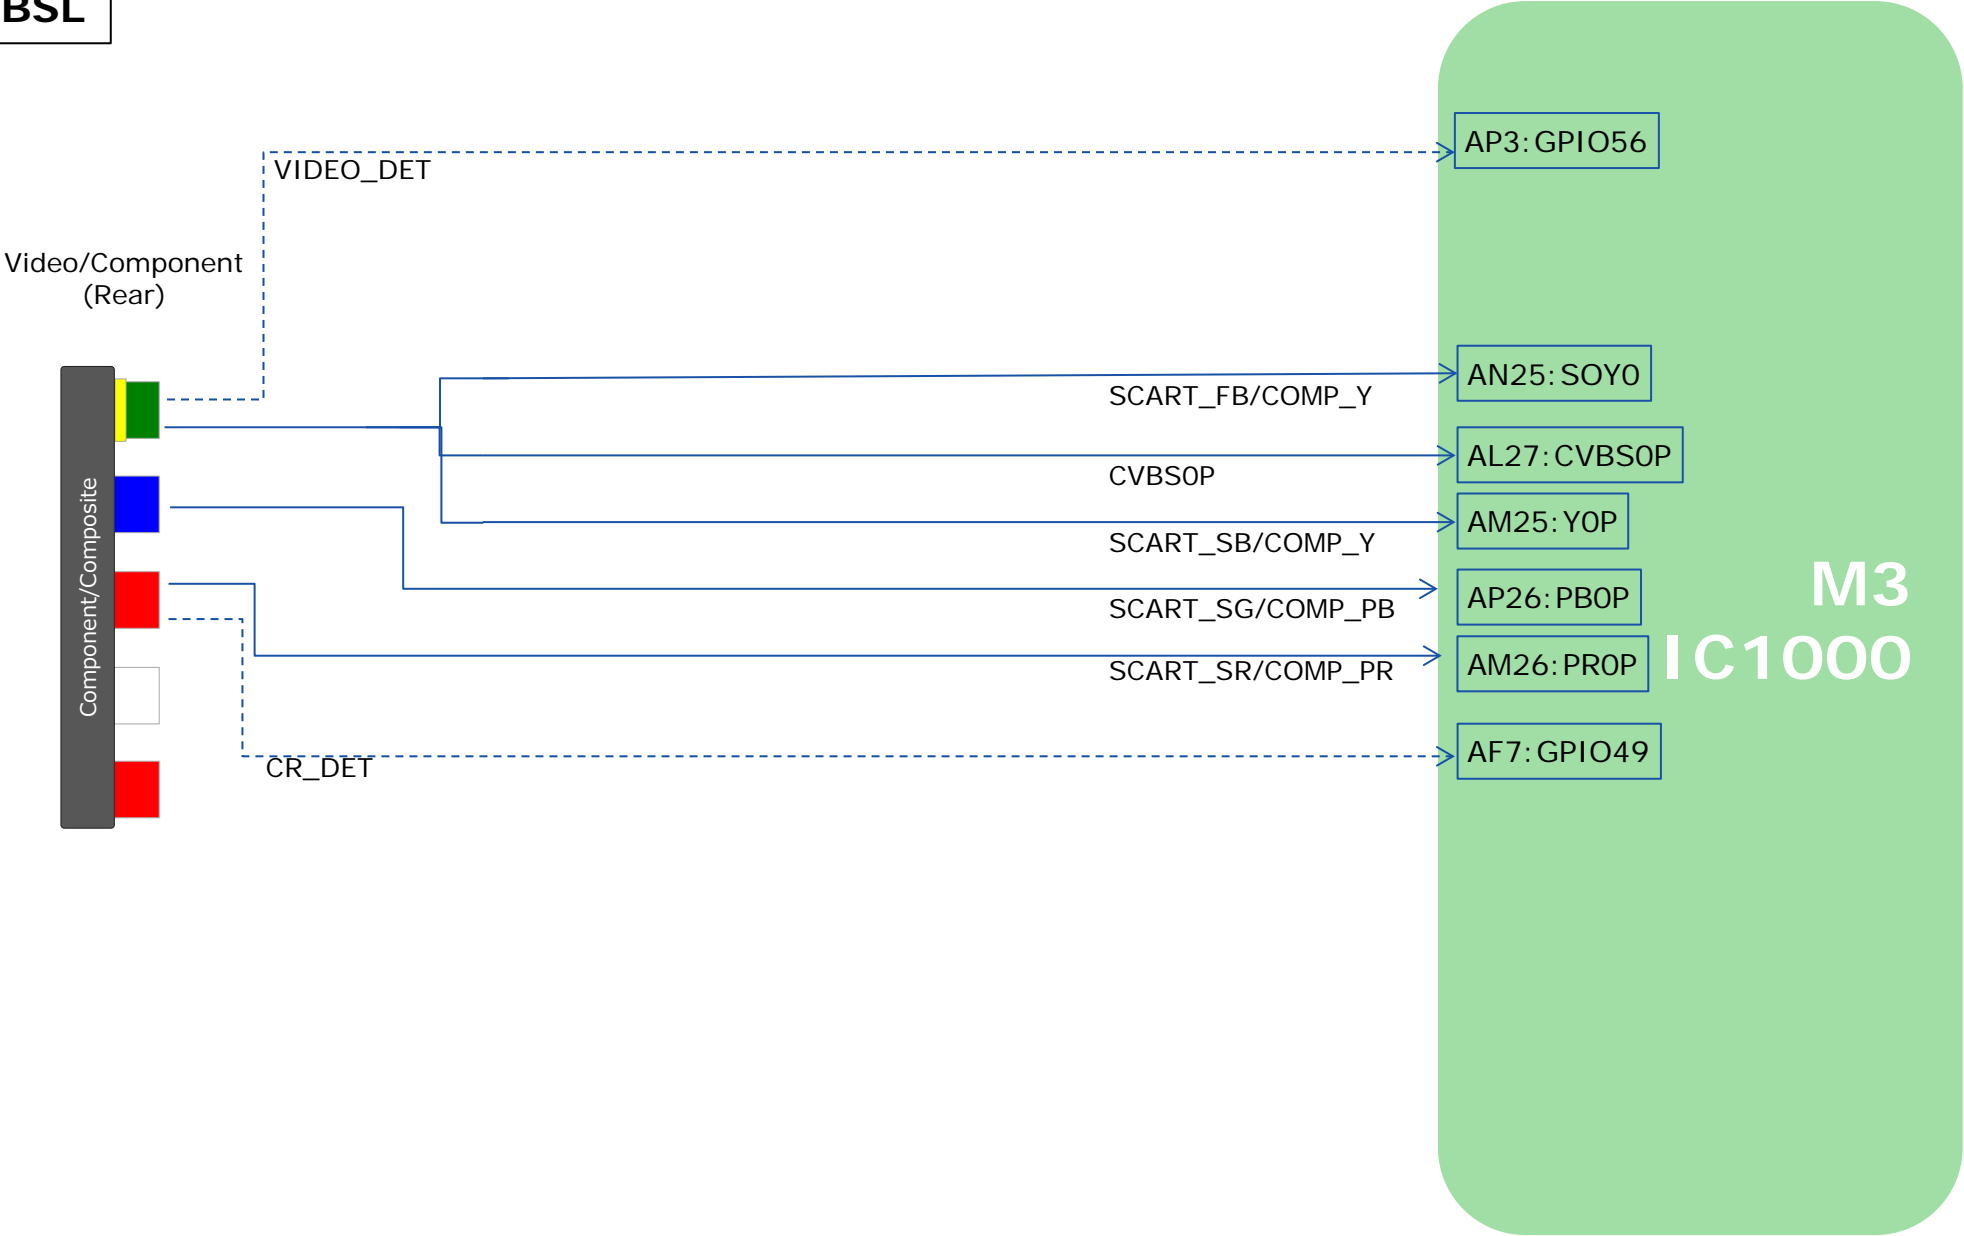 BSL
AP3:GPIO56
VIDEO_DET
Video/Component
(Rear)
AN25:SOY0
SCART_FB/COMP_Y
AL27:CVBS0P
CVBS0P
AM25:Y0P
SCART_SB/COMP_Y
Component/Composite
AP26:PB0P
SCART_SG/COMP_PB
M3
IC1000
AM26:PR0P
SCART_SR/COMP_PR
AF7:GPIO49
CR_DET